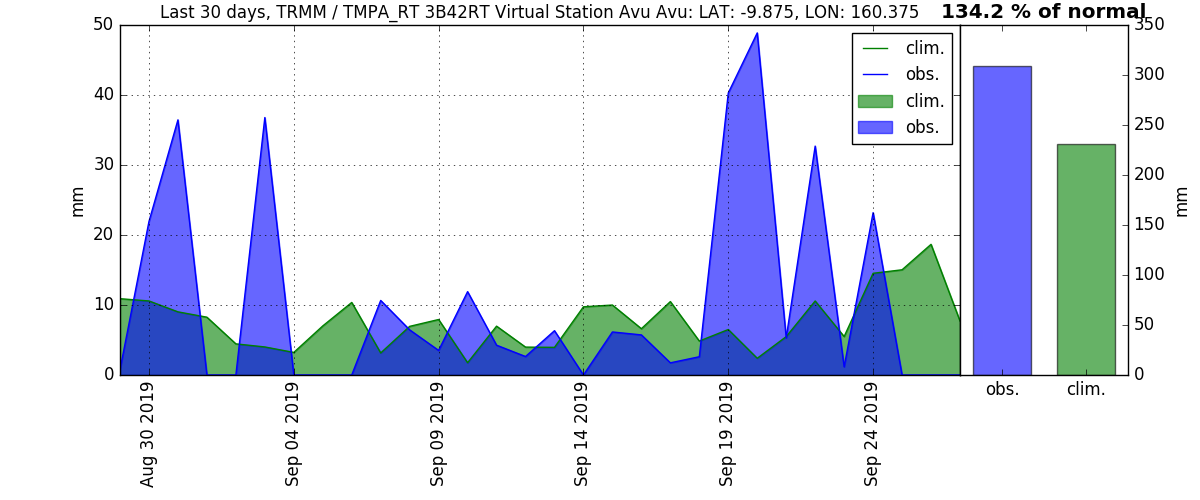 Last 30 days, TRMM / TMPA_RT 3B42RT Virtual Station Avu Avu: LAT: -9.875, LON: 160.375
134.2 % of normal
50
40
30
20
10
0
mm
clim.
obs.
clim.
obs.
350
300
250
200
150
100
50
0
mm
obs.
clim.
Aug 30 2019
Sep 04 2019
Sep 09 2019
Sep 14 2019
Sep 19 2019
Sep 24 2019